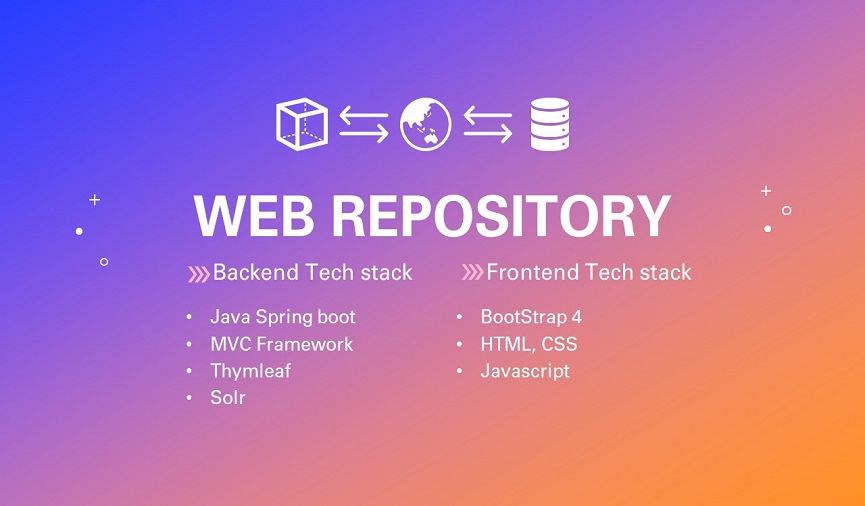 WEB REPOSITORY
Backend Tech stack
• Java Spring boot
• MVC Framework
• Thymleaf
• Solr
Frontend Tech stack
• BootStrap 4
• HTML, CSS
• Javascript